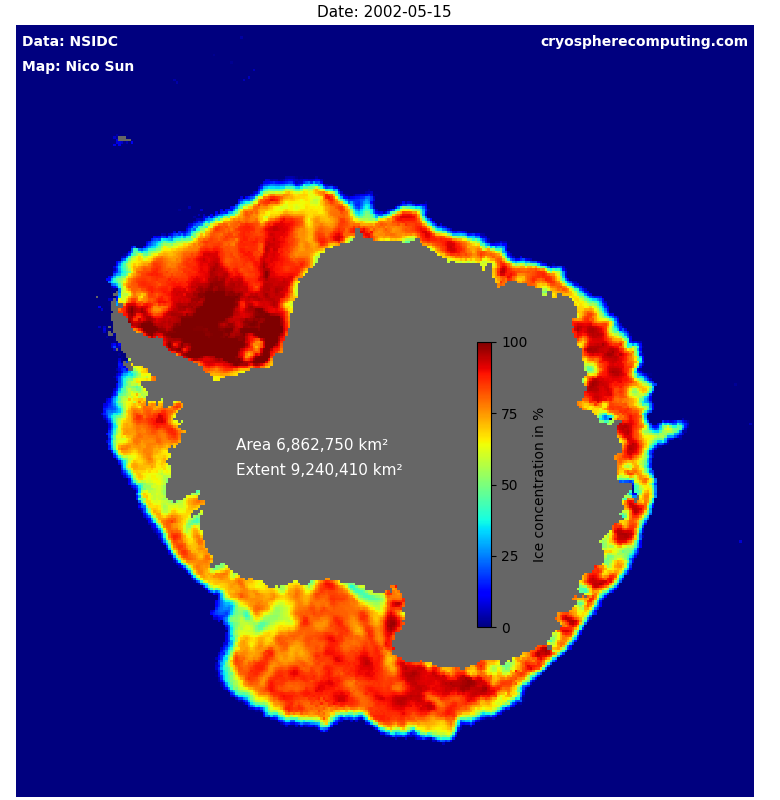 Date: 2002-05-15
Data: NSIDC
cryospherecomputing.com
Map: Nico Sun
100
75
50
25
0
Ice concentration in %
Area 6,862,750 km²
Extent 9,240,410 km²